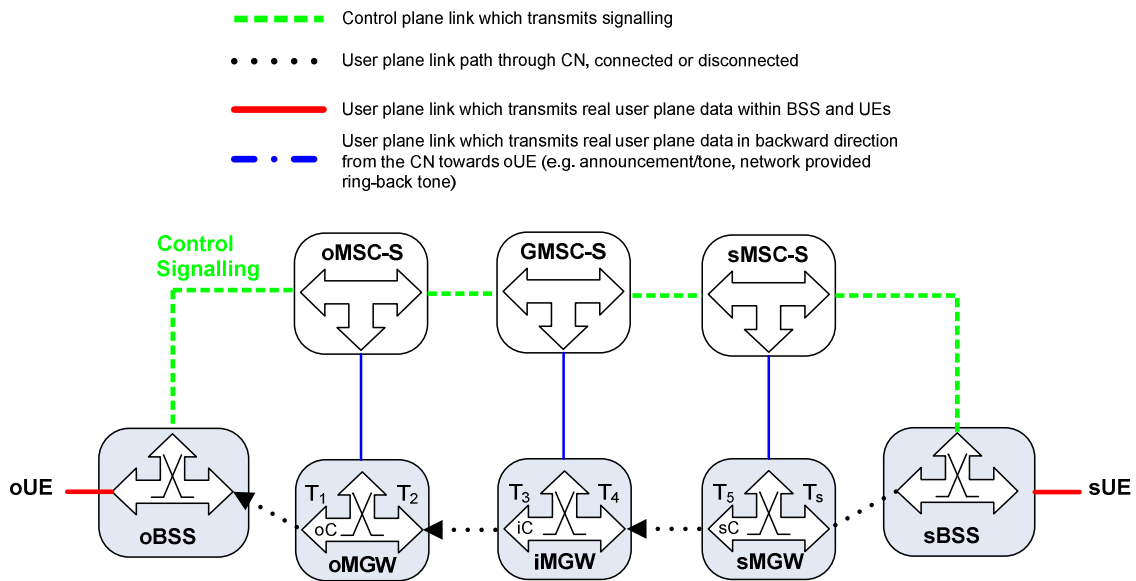 Control plane link which transmits signalling
User plane link path through CN, connected or disconnected
User plane link which transmits real user plane data within BSS and UEs
User plane link which transmits real user plane data in backward direction
from the CN towards oUE (e.g. announcement/tone, network provided
ring-back tone)
Control
Signalling
oMSC-S
GMSC-S
sMSC-S
oUE
oBSS
T1
T2
oC
oMGW
T3
T4
iC
iMGW
T5
Ts
sC
sMGW
sBSS
sUE